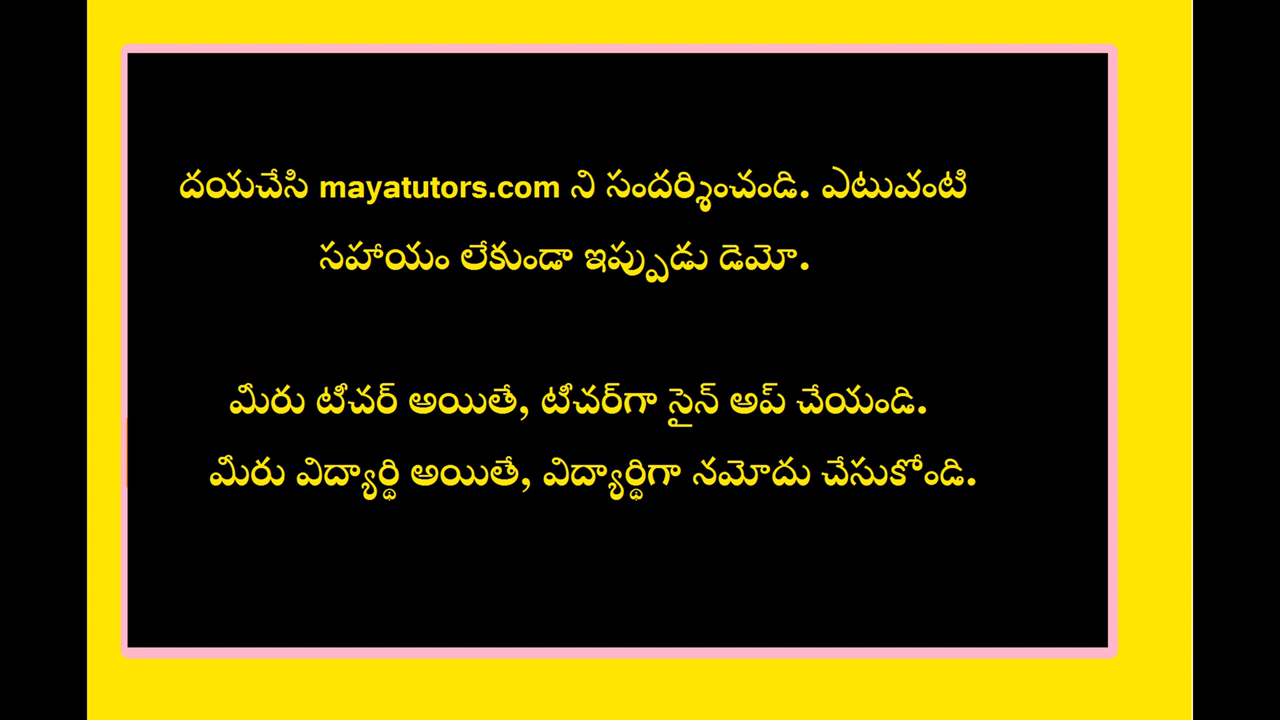 దయచేసి mayatutors.com ని సందర్శించండి. ఎటువంటి
సహాయం లేకుండా ఇప్పుడు డెమో.
మీరు టీచర్ అయితే, టీచర్‌గా సైన్ అప్ చేయండి.
మీరు విద్యార్థి అయితే, విద్యార్థిగా నమోదు చేసుకోండి.